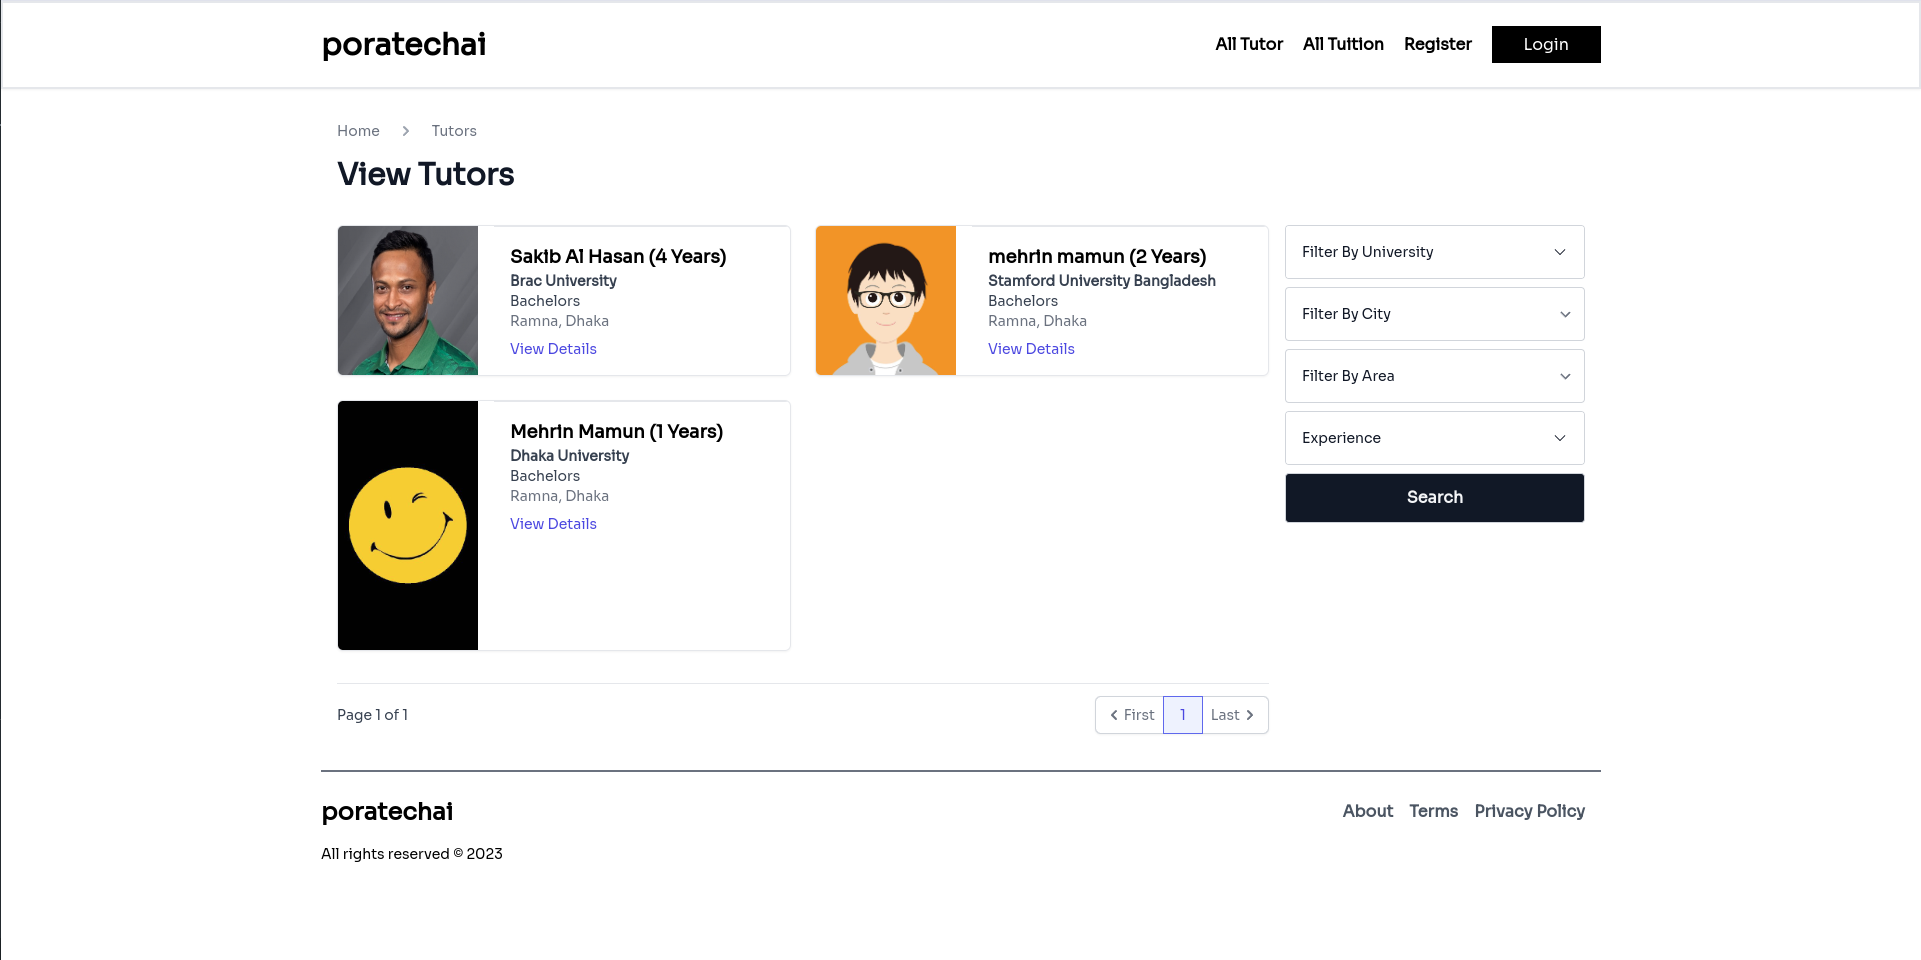 poratechai
All Tutor
All Tuition
Register
Login
Home
Tutors
View Tutors
Sakib Al Hasan (4 Years)
Brac University
Bachelors
Ramna, Dhaka
View Details
mehrin mamun (2 Years)
Stamford University Bangladesh
Bachelors
Ramna, Dhaka
View Details
Mehrin Mamun (1 Years)
Dhaka University
Bachelors
Ramna, Dhaka
View Details
Filter By University
Filter By City
Filter By Area
Experience
Search
Page 1 of 1
First
1
Last
poratechai
About
Terms
Privacy Policy
All rights reserved © 2023